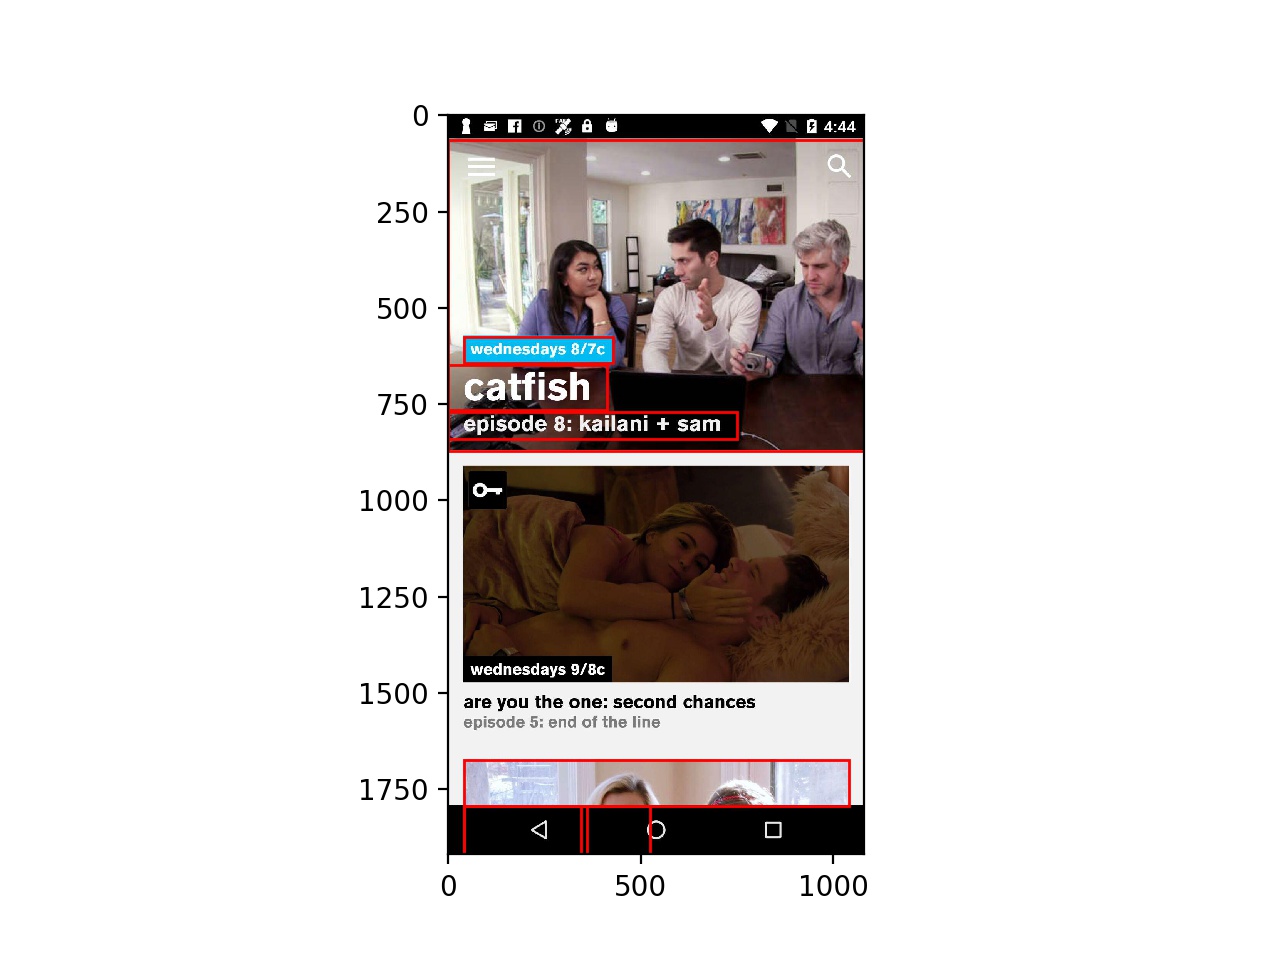 0
250
500
750
1000
1250
1500
1750
0 500 1000
4:44
wednesdays 8/7c
catfish
episode 8: kailani + sam
wednesdays 9/8c
are you the one: second chances
episode 5: end of the line